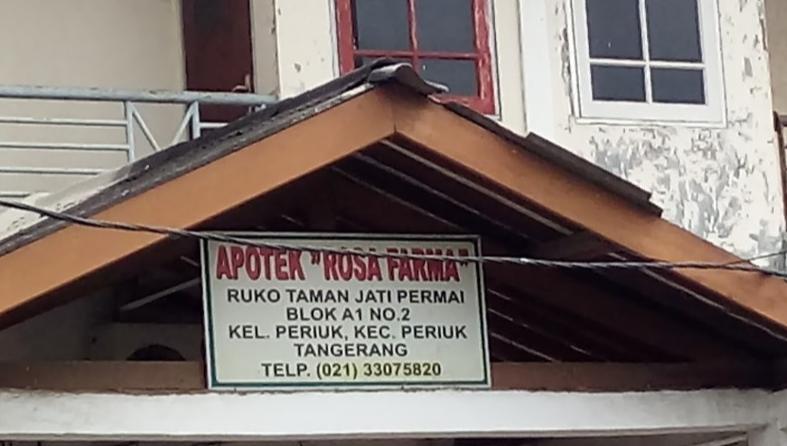 APOTEK "ROSA FARMA"
RUKO TAMAN JATI PERMAI
BLOK A1 NO.2
KEL. PERIUK, KEC. PERIUK
TANGERANG
TELP. (021) 33075820